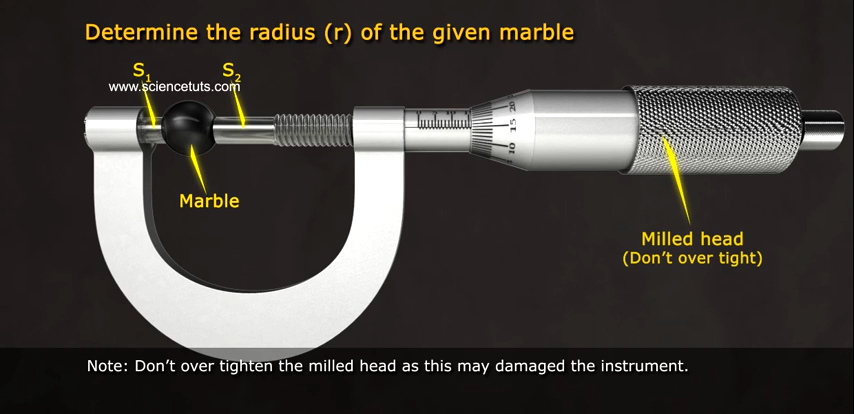 Determine the radius (r) of the given marble
S1
S2
www.sciencetuts.com
20
15
10
Marble
Milled head
(Don't over tight)
Note: Don't over tighten the milled head as this may damaged the instrument.